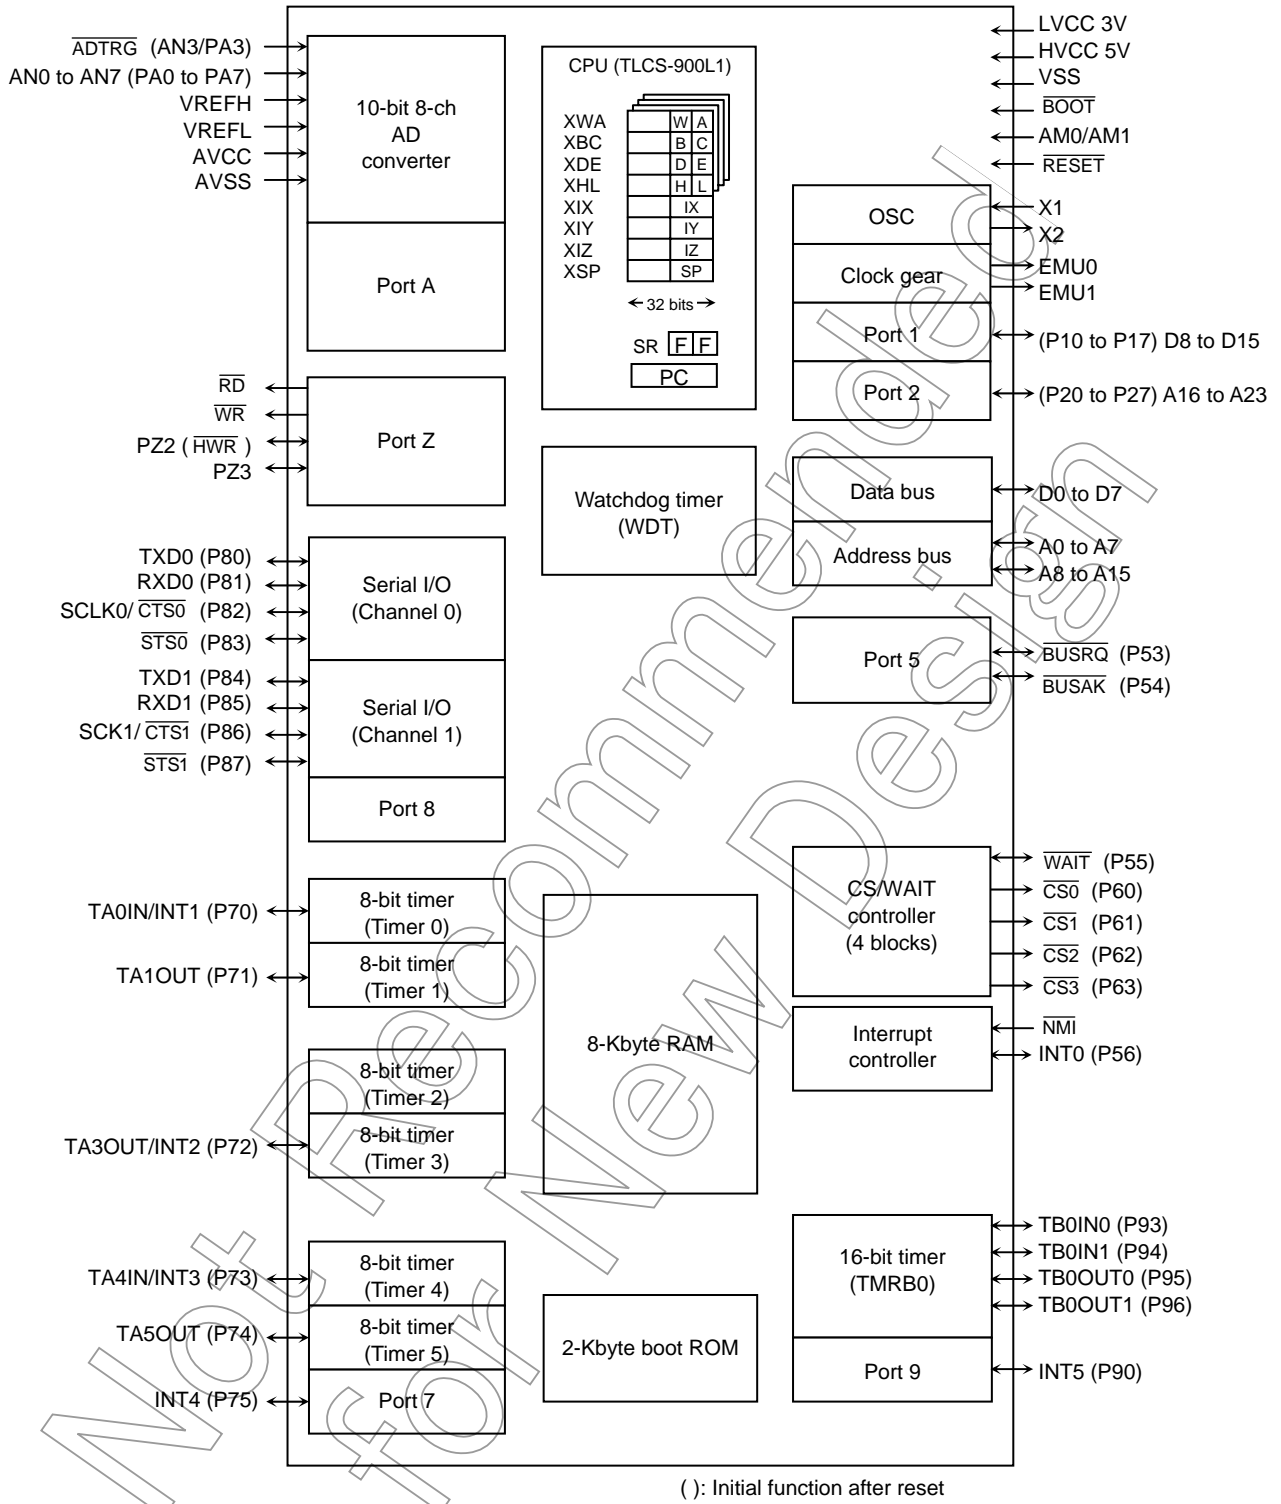 ADTRG (AN3/PA3)
AN0 to AN7 (PA0 to PA7)
VREFH
VREFL
AVCC
AVSS
10-bit 8-ch
AD
converter
Port A
RD
WR
PZ2 ( HWR )
PZ3
Port Z
TXD0 (P80)
RXD0 (P81)
SCLK0/ CTS0 (P82)
STS0 (P83)
Serial I/O
(Channel 0)
TXD1 (P84)
RXD1 (P85)
SCK1/ CTS1 (P86)
STS1 (P87)
Serial I/O
(Channel 1)
Port 8
TA0IN/INT1 (P70)
8-bit timer
(Timer 0)
TA1OUT (P71)
8-bit timer
(Timer 1)
8-bit timer
(Timer 2)
TA3OUT/INT2 (P72)
8-bit timer
(Timer 3)
TA4IN/INT3 (P73)
8-bit timer
(Timer 4)
TA5OUT (P74)
8-bit timer
(Timer 5)
INT4 (P75)
Port 7
CPU (TLCS-900L1)
XWA W A
XBC B C
XDE D E
XHL H L
XIX IX
XIY IY
XIZ IZ
XSP SP
32 bits
SR F F
PC
Watchdog timer
(WDT)
8-Kbyte RAM
2-Kbyte boot ROM
LVCC 3V
HVCC 5V
VSS
BOOT
AM0/AM1
RESET
OSC
X1
X2
Clock gear
EMU0
EMU1
Port 1
(P10 to P17) D8 to D15
Port 2
(P20 to P27) A16 to A23
Data bus
D0 to D7
Address bus
A0 to A7
A8 to A15
Port 5
BUSRQ (P53)
BUSAK (P54)
CS/WAIT
controller
(4 blocks)
WAIT (P55)
CS0 (P60)
CS1 (P61)
CS2 (P62)
CS3 (P63)
Interrupt
controller
NMI
INT0 (P56)
16-bit timer
(TMRB0)
TB0IN0 (P93)
TB0IN1 (P94)
TB0OUT0 (P95)
TB0OUT1 (P96)
Port 9
INT5 (P90)
( ): Initial function after reset
Not Recommended
for New Design